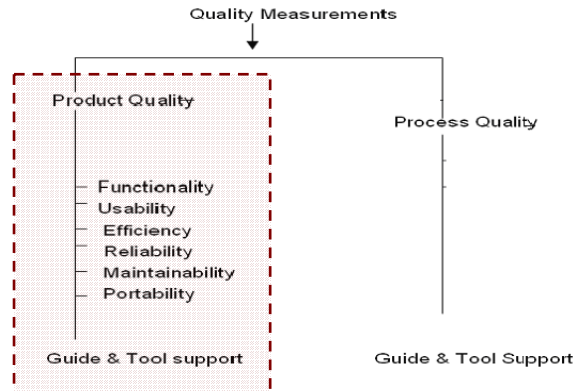 Quality Measurements
Product Quality
Process Quality
Functionality
Usability
Efficiency
Reliability
Maintainability
Portability
Guide & Tool support
Guide & Tool Support